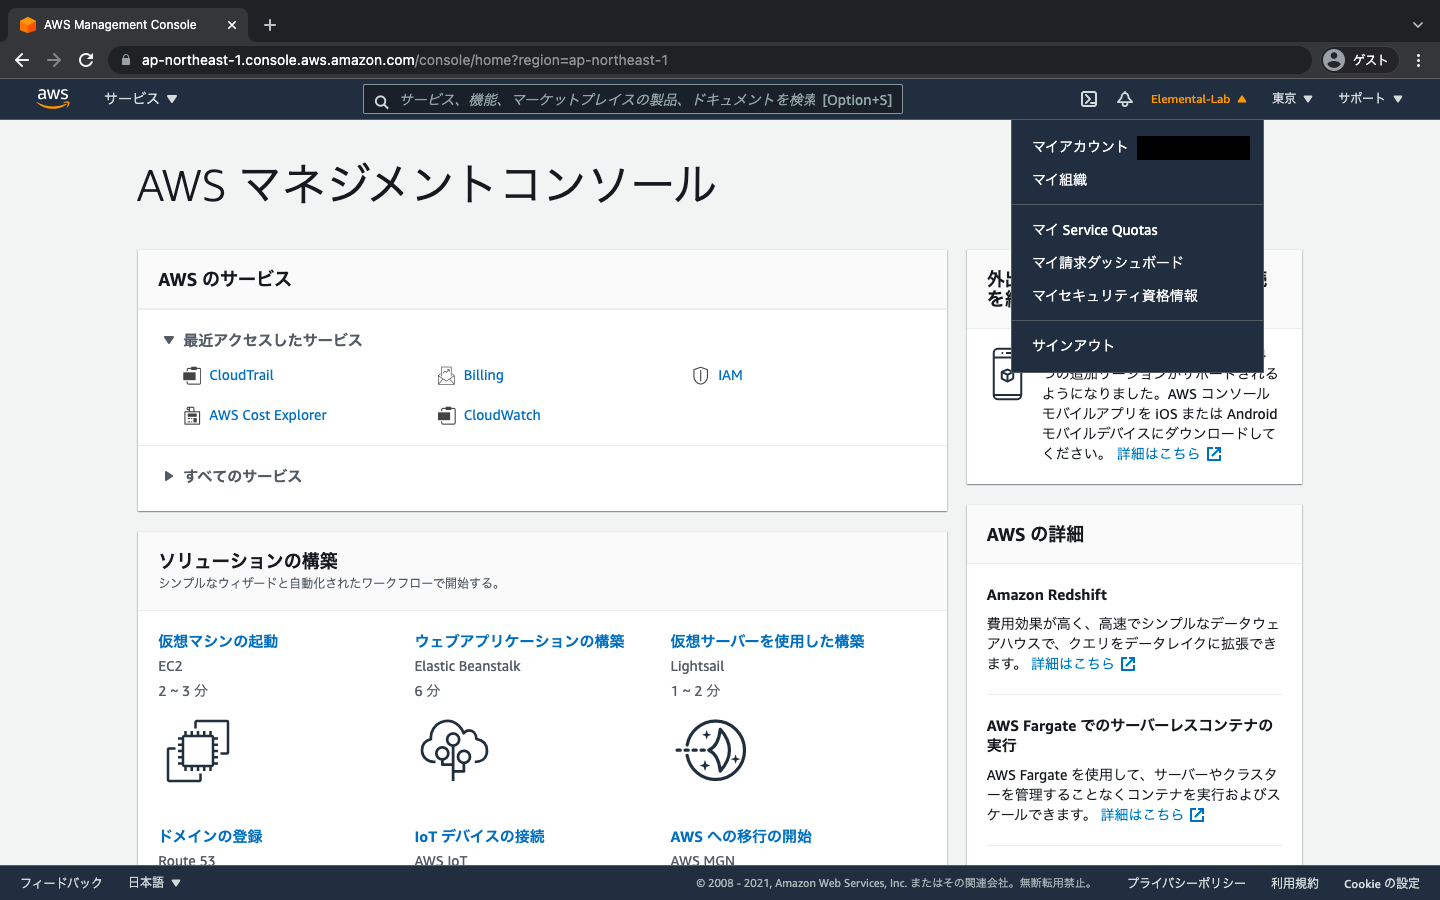 AWS Management Console
ap-northeast-1.console.aws.amazon.com/console/home?region=ap-northeast-1
ゲスト
aws
サービス
サービス、機能、マーケットプレイスの製品、ドキュメントを検索 [Option+S]
Elemental-Lab
東京
サポート
マイアカウント
マイ組織
マイ Service Quotas
マイ請求ダッシュボード
マイセキュリティ資格情報
サインアウト
AWS マネジメントコンソール
AWS のサービス
最近アクセスしたサービス
CloudTrail
Billing
IAM
AWS Cost Explorer
CloudWatch
すべてのサービス
ソリューションの構築
シンプルなウィザードと自動化されたワークフローで開始する。
仮想マシンの起動
EC2
2 ~ 3 分
ウェブアプリケーションの構築
Elastic Beanstalk
6 分
仮想サーバーを使用した構築
Lightsail
1 ~ 2 分
ドメインの登録
Route 53
IoT デバイスの接続
AWS IoT
AWS への移行の開始
AWS MGN
外出
を
つの追加リージョンがサポートされる
ようになりました。AWS コンソール
モバイルアプリを iOS または Android
モバイルデバイスにダウンロードして
ください。 詳細はこちら
AWS の詳細
Amazon Redshift
費用効果が高く、高速でシンプルなデータウェ
アハウスで、クエリをデータレイクに拡張でき
ます。 詳細はこちら
AWS Fargate でのサーバーレスコンテナの
実行
AWS Fargate を使用して、サーバーやクラスタ
ーを管理することなくコンテナを実行およびス
ケールできます。 詳細はこちら
フィードバック
日本語
© 2008 - 2021, Amazon Web Services, Inc. またはその関連会社。無断転用禁止。
プライバシーポリシー
利用規約
Cookie の設定